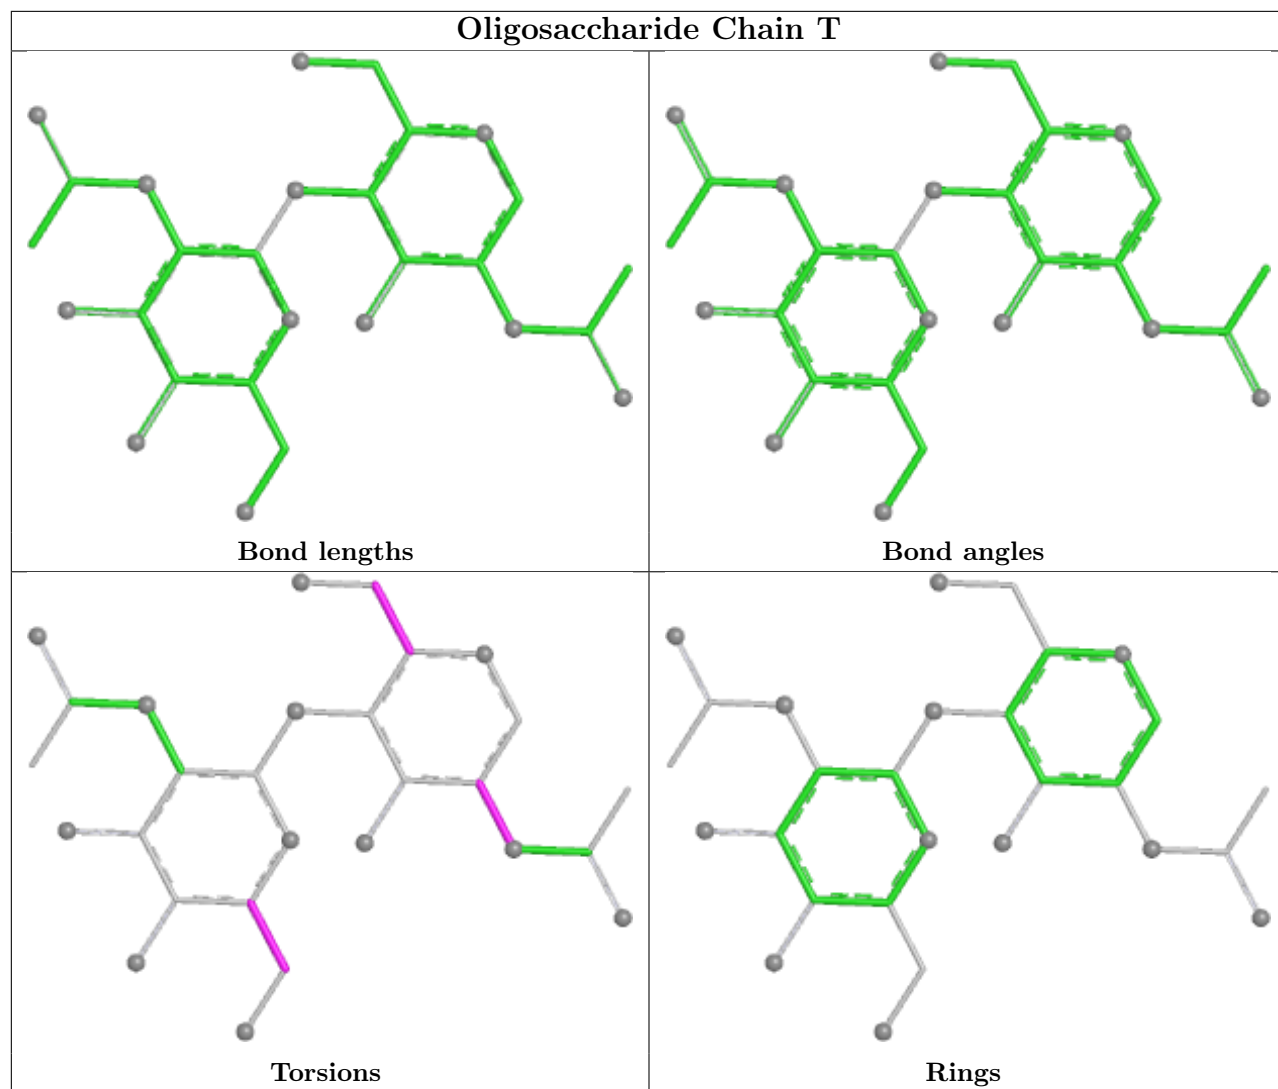 Oligosaccharide Chain T
Bond lengths
Bond angles
Torsions
Rings